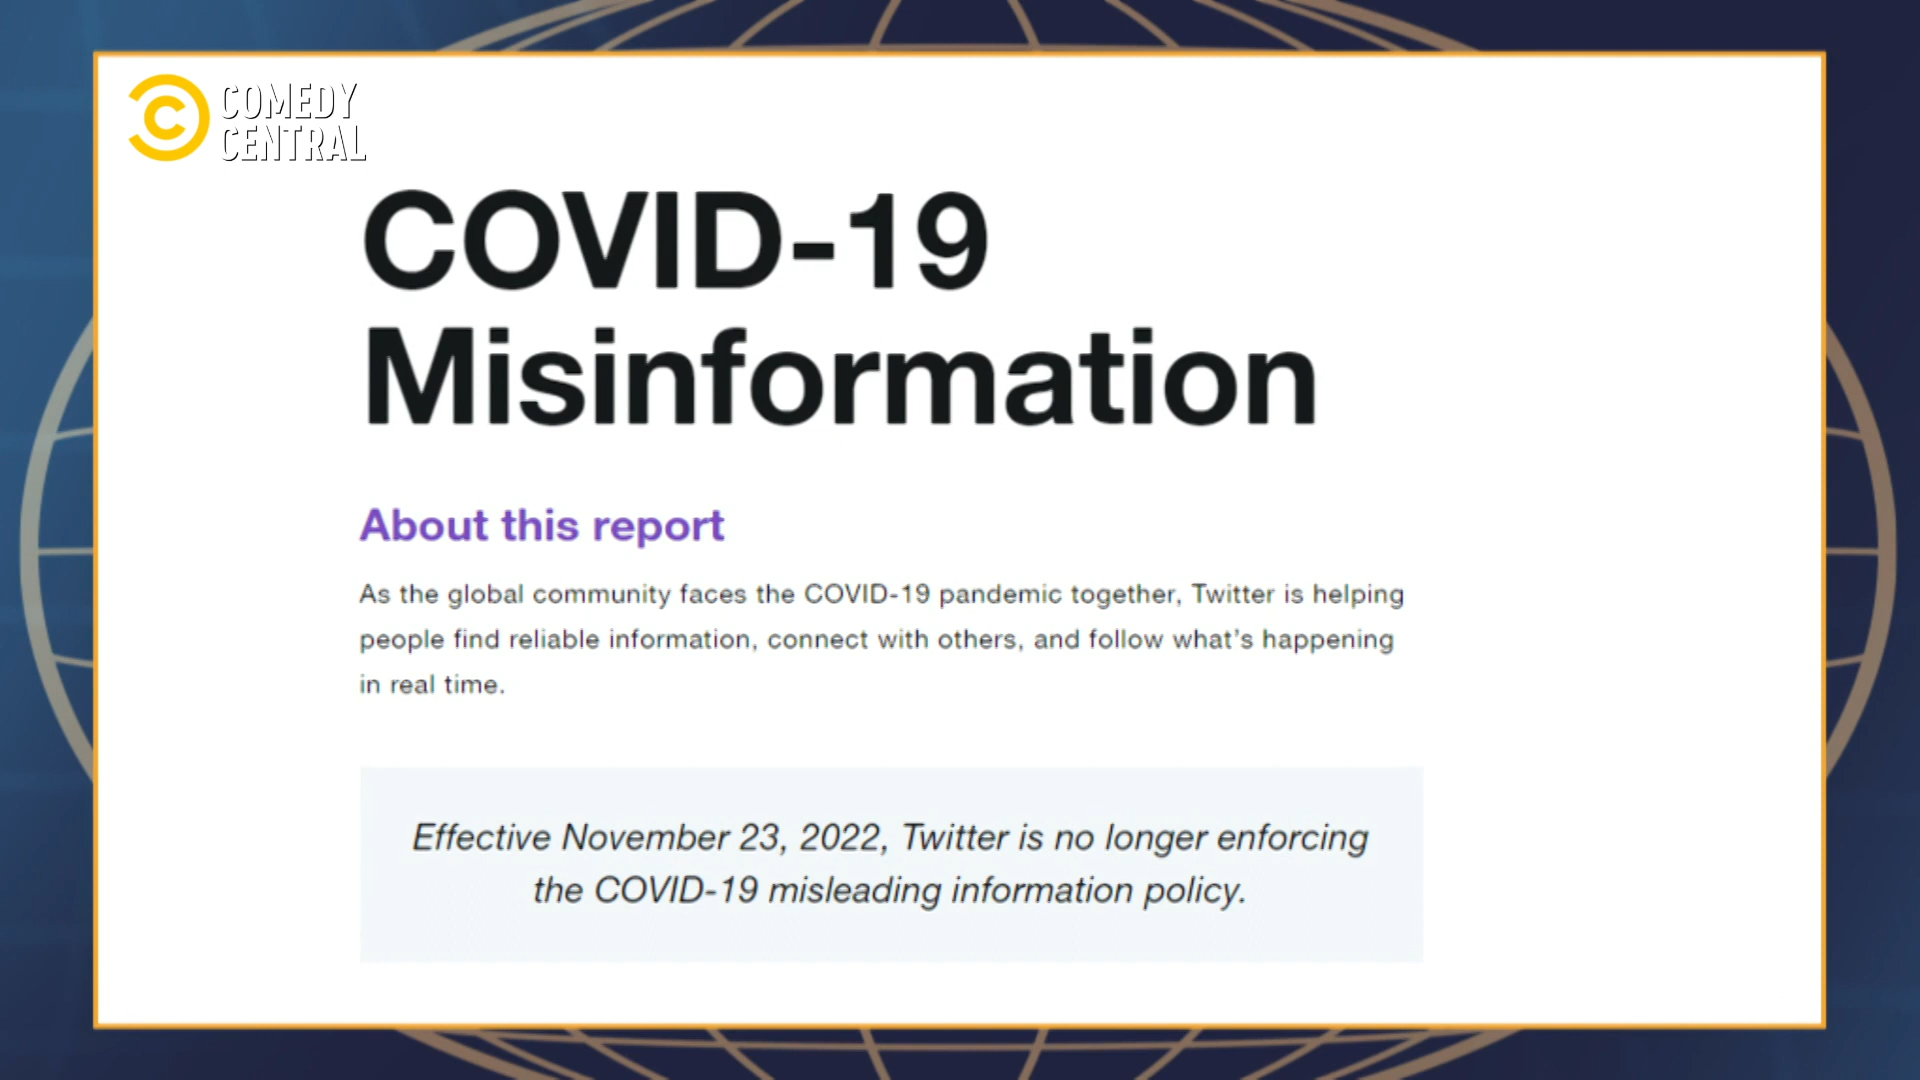 COMEDY
CENTRAL
COVID-19
Misinformation
About this report
As the global community faces the COVID-19 pandemic together, Twitter is helping
people find reliable information, connect with others, and follow what’s happening
in real time.
Effective November 23, 2022, Twitter is no longer enforcing
the COVID-19 misleading information policy.